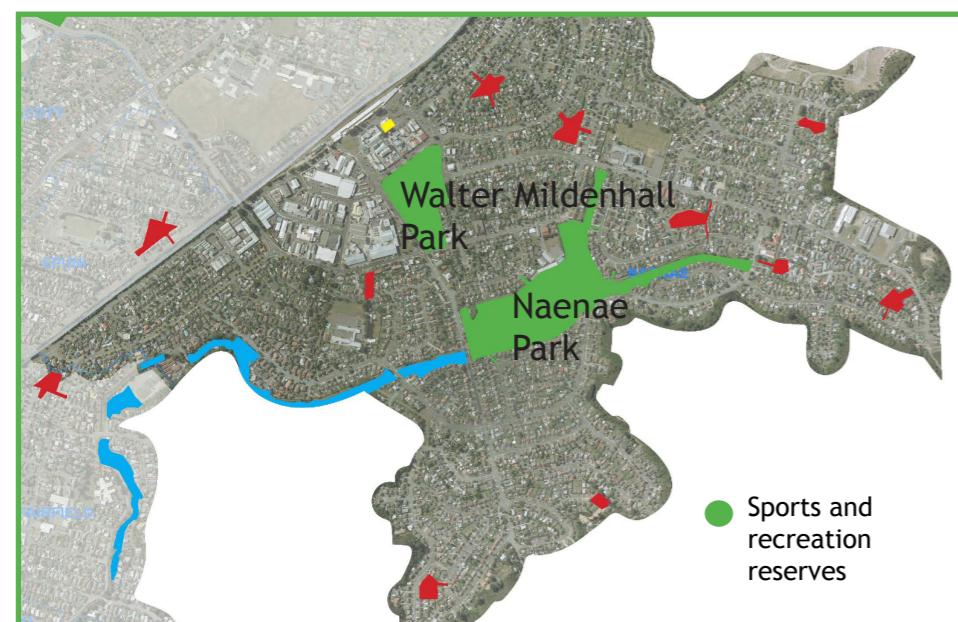 Walter Mildenhall
Park
Naenae
Park
Sports and
recreation
reserves